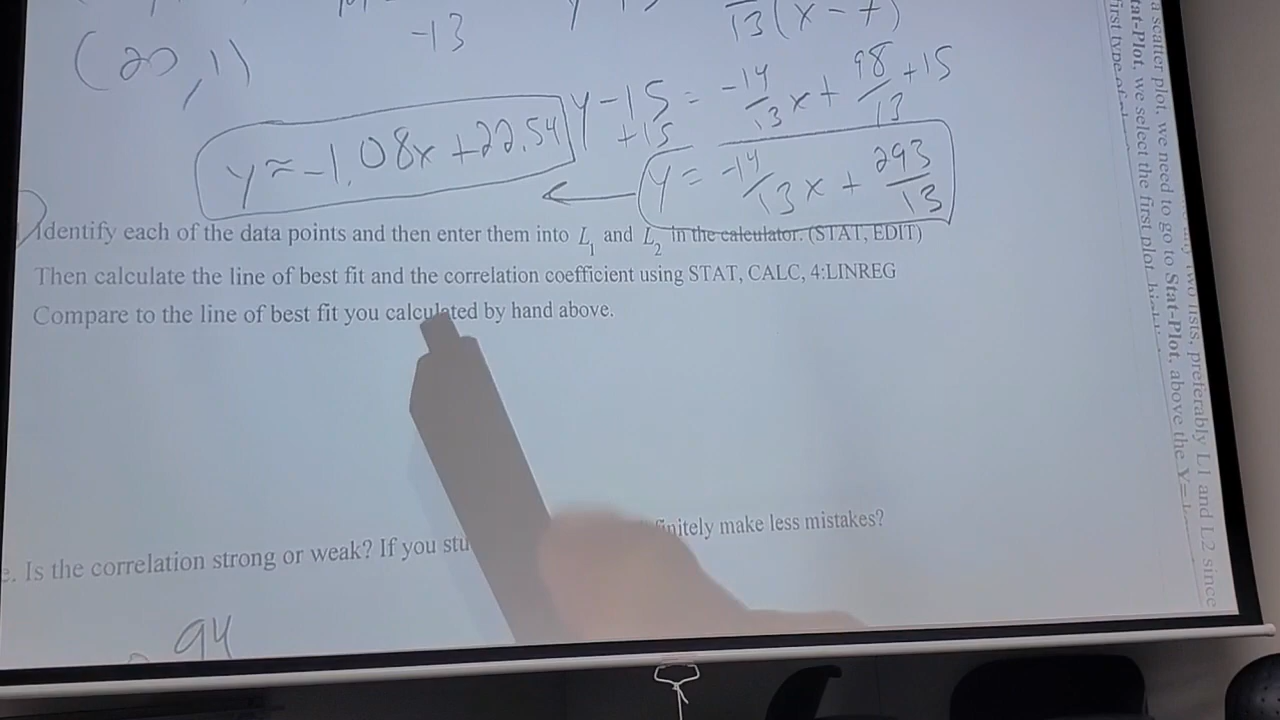 -13
13(x-7)
(20,1)
y-15 = -14/13x + 98/13 +15
+15
y≈-1.08x +22.54
y = -14/13x + 293/13
Identify each of the data points and then enter them into L1 and L2 in the calculator. (STAT, EDIT)
Then calculate the line of best fit and the correlation coefficient using STAT, CALC, 4:LINREG
Compare to the line of best fit you calculated by hand above.
e. Is the correlation strong or weak? If you stu
make less mistakes?
94
two lists, preferably L1 and L2 since
a scatter plot, we need to go to Stat-Plot, above the Y=
tat-Plot, we select the first plot,
first type of